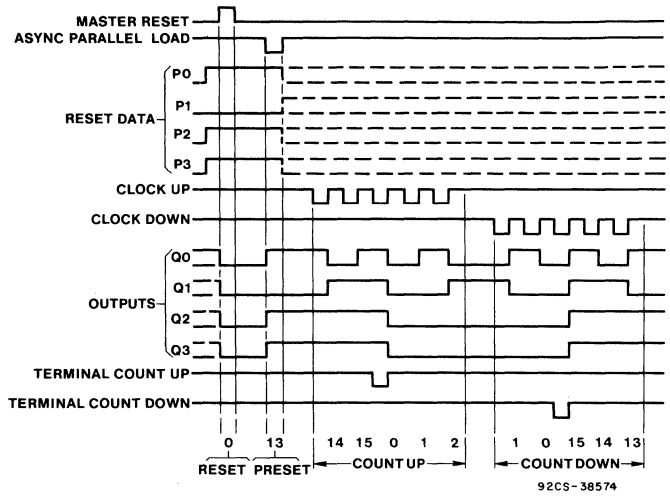 MASTER RESET
ASYNC PARALLEL LOAD
P0
P1
RESET DATA
P2
P3
CLOCK UP
CLOCK DOWN
Q0
Q1
OUTPUTS
Q2
Q3
TERMINAL COUNT UP
TERMINAL COUNT DOWN
0 13 14 15 0 1 2 1 0 15 14 13
RESET PRESET COUNT UP COUNT DOWN
92CS-38574